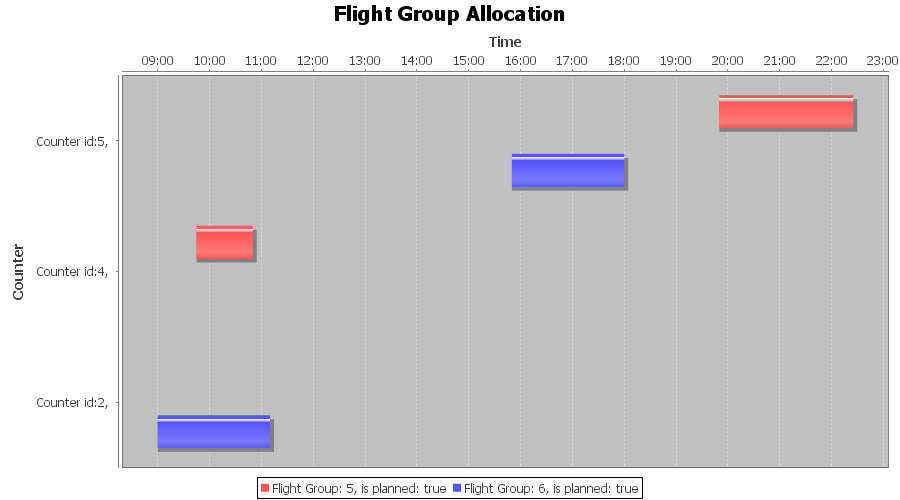 Flight Group Allocation
Time
09:00 10:00 11:00 12:00 13:00 14:00 15:00 16:00 17:00 18:00 19:00 20:00 21:00 22:00 23:00
Counter id:5,
Counter id:4,
Counter id:2,
Counter
Flight Group: 5, is planned: true Flight Group: 6, is planned: true